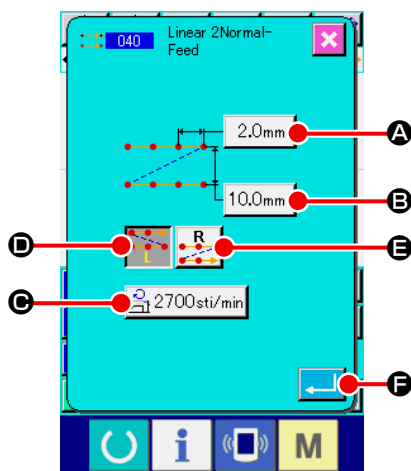 040
Linear 2Normal-
Feed
2.0mm
A
10.0mm
B
D
L
R
E
C
2700sti/min
F
i
M